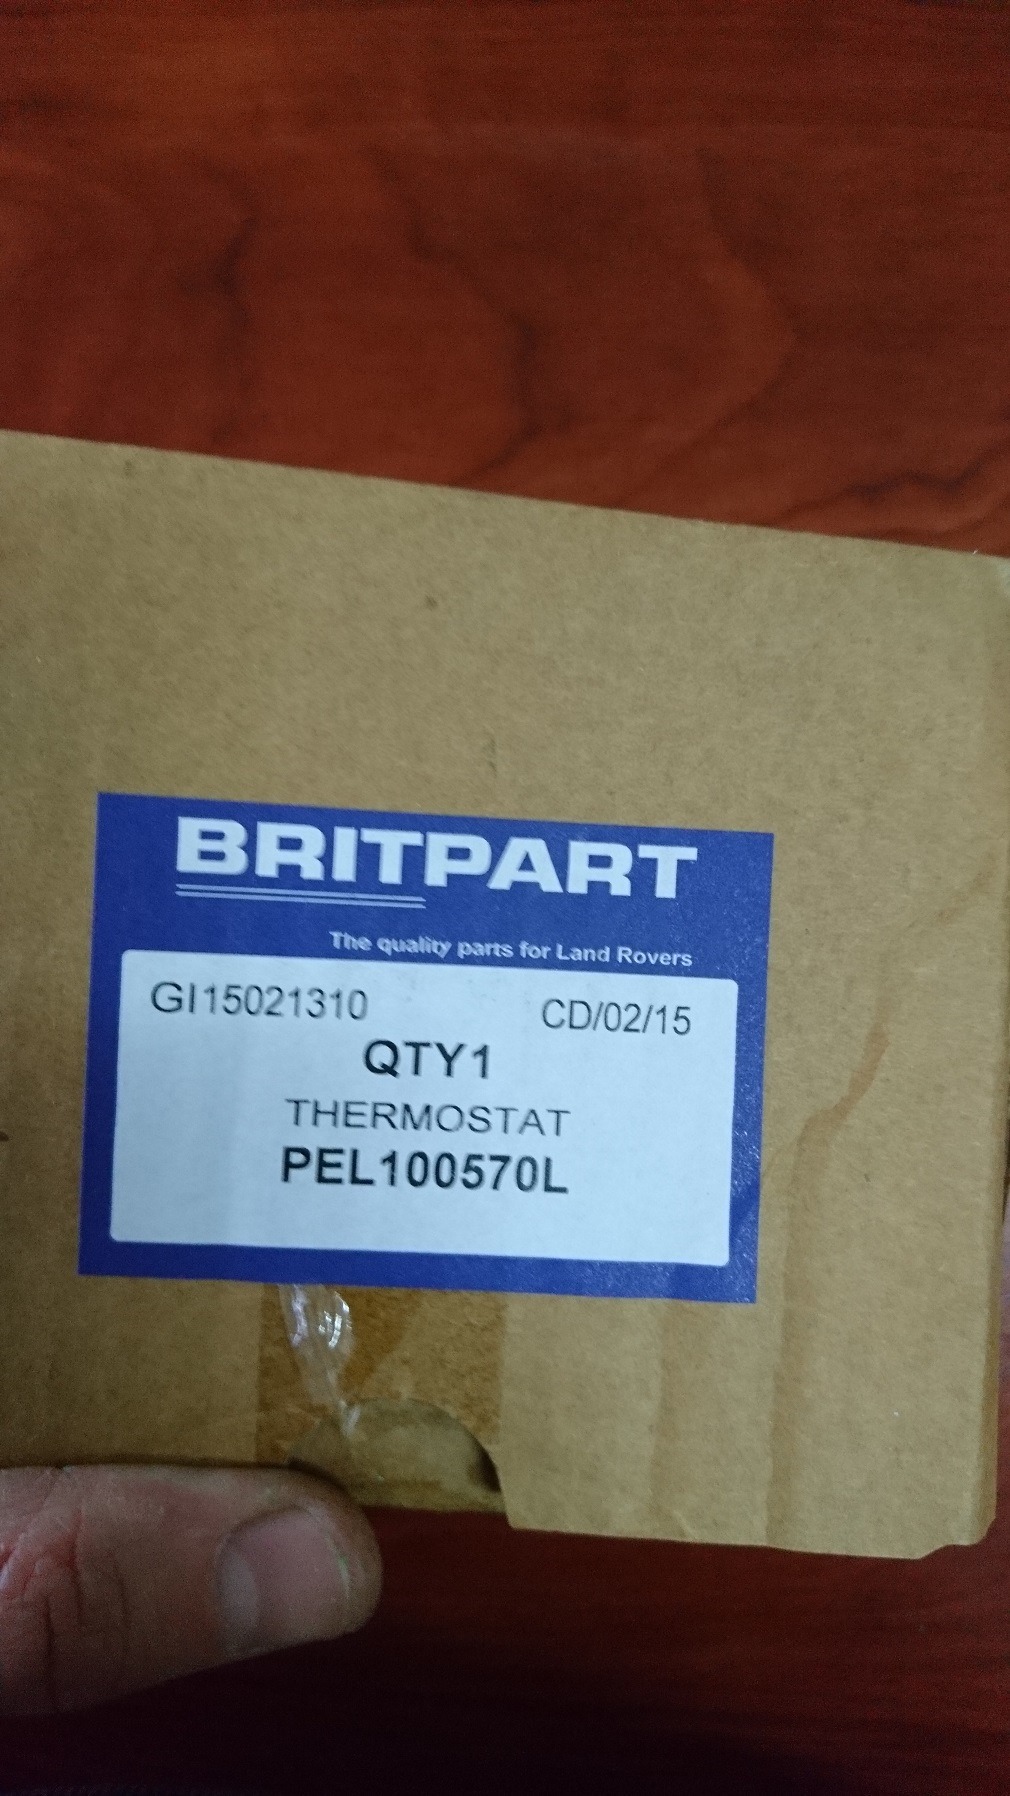 BRITPART
The quality parts for Land Rovers
GI15021310 CD/02/15
QTY1
THERMOSTAT
PEL100570L